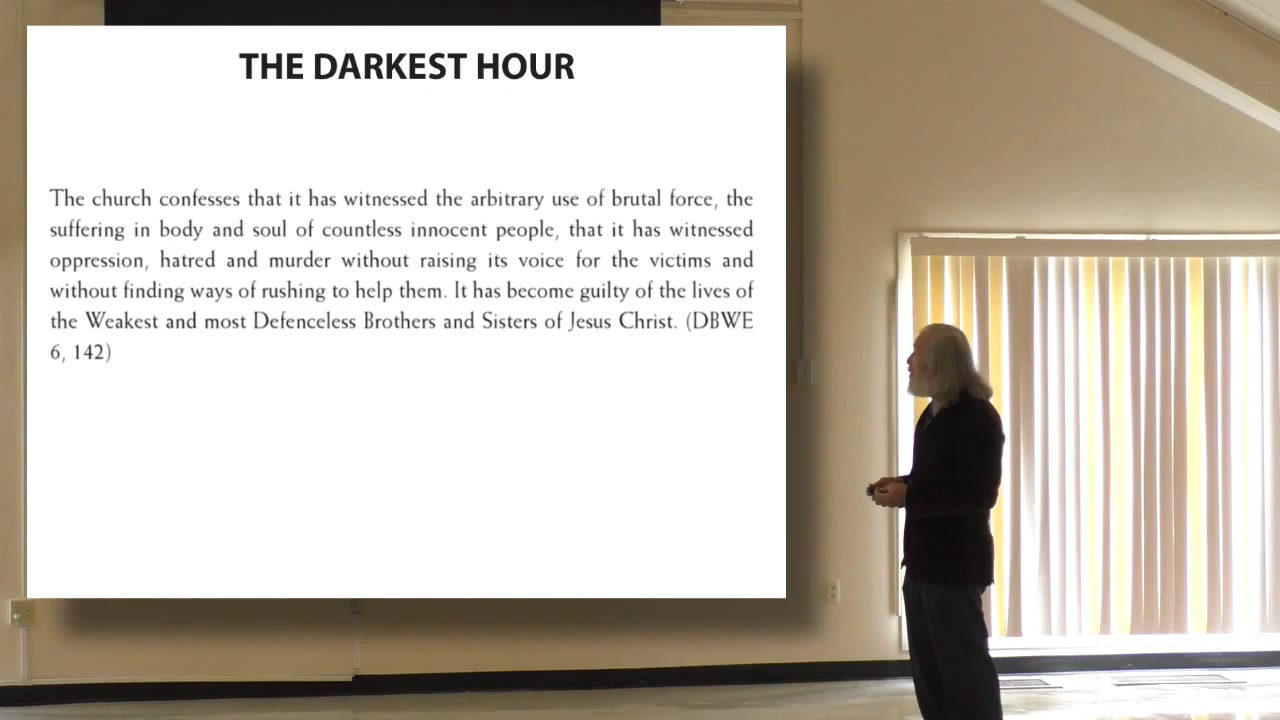 THE DARKEST HOUR
The church confesses that it has witnessed the arbitrary use of brutal force, the
suffering in body and soul of countless innocent people, that it has witnessed
oppression, hatred and murder without raising its voice for the victims and
without finding ways of rushing to help them. It has become guilty of the lives of
the Weakest and most Defenceless Brothers and Sisters of Jesus Christ. (DBWE
6, 142)